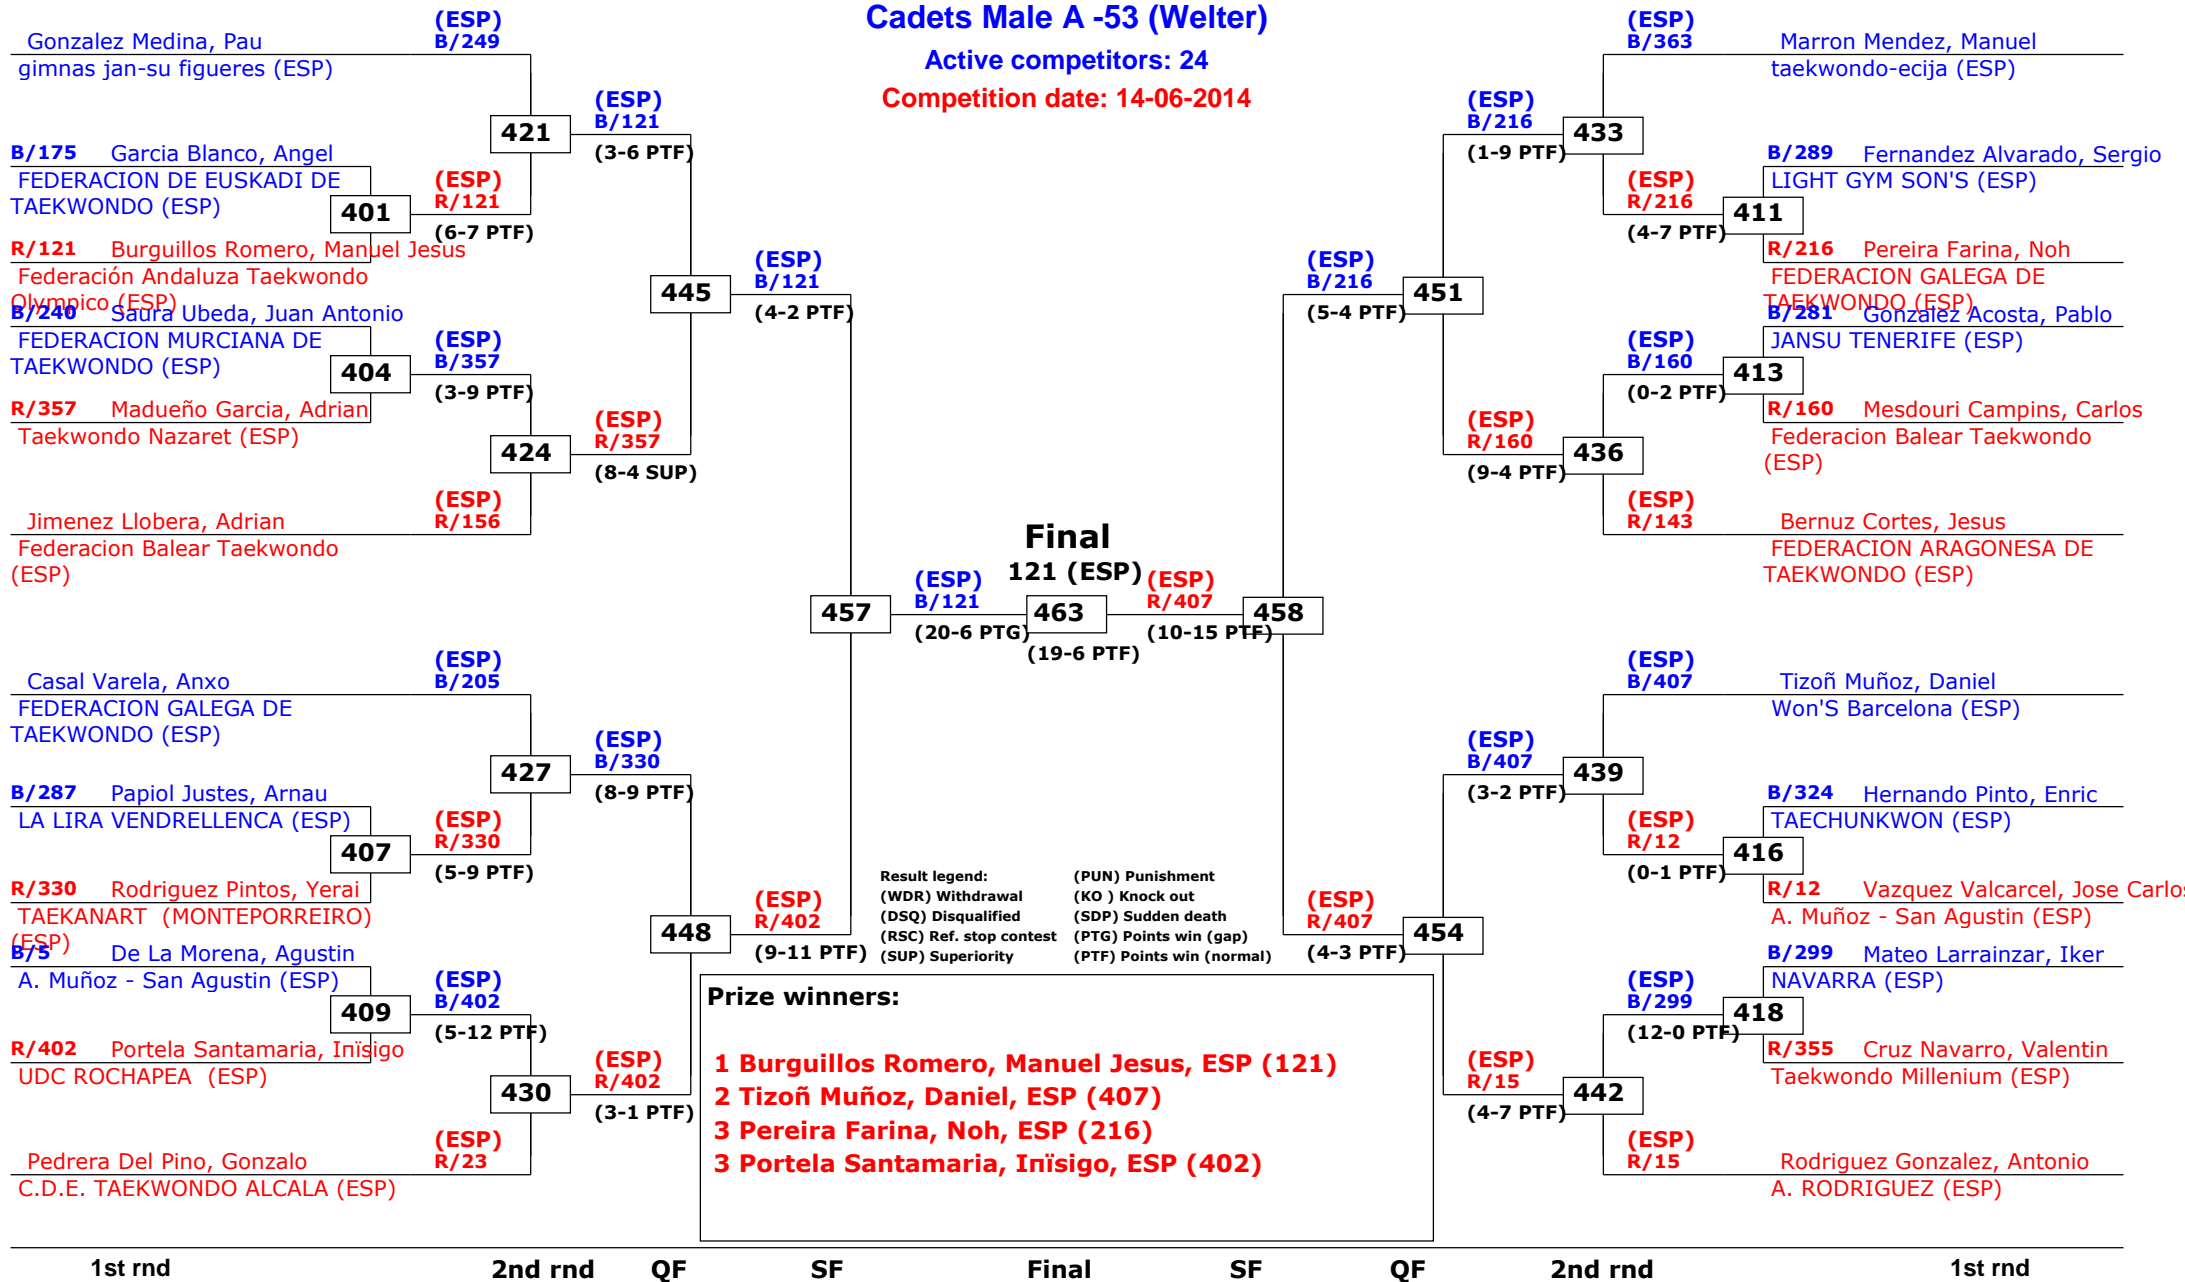 Cadets Male A -53 (Welter)
Active competitors: 24
Competition date: 14-06-2014
Gonzalez Medina, Pau
gimnas jan-su figueres (ESP)
(ESP)
B/249
B/175 Garcia Blanco, Angel
FEDERACION DE EUSKADI DE
TAEKWONDO (ESP)
401
R/121 Burguillos Romero, Manuel Jesus
Federación Andaluza Taekwondo
Olympico (ESP)
(ESP)
R/121
(6-7 PTF)
421
(ESP)
B/121
(3-6 PTF)
B/240 Saura Ubeda, Juan Antonio
FEDERACION MURCIANA DE
TAEKWONDO (ESP)
404
R/357 Madueño Garcia, Adrian
Taekwondo Nazaret (ESP)
(ESP)
B/357
(3-9 PTF)
424
(ESP)
R/357
(8-4 SUP)
Jimenez Llobera, Adrian
Federacion Balear Taekwondo
(ESP)
(ESP)
R/156
445
(ESP)
B/121
(4-2 PTF)
Casal Varela, Anxo
FEDERACION GALEGA DE
TAEKWONDO (ESP)
(ESP)
B/205
B/287 Papiol Justes, Arnau
LA LIRA VENDRELLENCA (ESP)
407
R/330 Rodriguez Pintos, Yerai
TAEKANART (MONTEPORREIRO)
(ESP)
(ESP)
R/330
(5-9 PTF)
427
(ESP)
B/330
(8-9 PTF)
B/5 De La Morena, Agustin
A. Muñoz - San Agustin (ESP)
409
R/402 Portela Santamaria, Iпїsigo
UDC ROCHAPEA (ESP)
(ESP)
B/402
(5-12 PTF)
430
(ESP)
R/402
(3-1 PTF)
Pedrera Del Pino, Gonzalo
C.D.E. TAEKWONDO ALCALA (ESP)
(ESP)
R/23
448
(ESP)
R/402
(9-11 PTF)
457
(ESP)
B/121
(20-6 PTG)
Final
121 (ESP)
463
(19-6 PTF)
(ESP)
R/407
(10-15 PTF)
458
(ESP)
B/216
(5-4 PTF)
451
(ESP)
B/216
(1-9 PTF)
433
(ESP)
B/363
Marron Mendez, Manuel
taekwondo-ecija (ESP)
B/289 Fernandez Alvarado, Sergio
LIGHT GYM SON'S (ESP)
(ESP)
R/216
(4-7 PTF)
411
R/216 Pereira Farina, Noh
FEDERACION GALEGA DE
TAEKWONDO (ESP)
B/281 Gonzalez Acosta, Pablo
JANSU TENERIFE (ESP)
(ESP)
B/160
(0-2 PTF)
413
R/160 Mesdouri Campins, Carlos
Federacion Balear Taekwondo
(ESP)
(ESP)
R/160
(9-4 PTF)
436
(ESP)
R/143
Bernuz Cortes, Jesus
FEDERACION ARAGONESA DE
TAEKWONDO (ESP)
(ESP)
B/407
Tizoñ Muñoz, Daniel
Won'S Barcelona (ESP)
(ESP)
B/407
(3-2 PTF)
439
B/324 Hernando Pinto, Enric
TAECHUNKWON (ESP)
(ESP)
R/12
(0-1 PTF)
416
R/12 Vazquez Valcarcel, Jose Carlos
A. Muñoz - San Agustin (ESP)
(ESP)
R/407
(4-3 PTF)
454
B/299 Mateo Larrainzar, Iker
NAVARRA (ESP)
(ESP)
B/299
(12-0 PTF)
418
R/355 Cruz Navarro, Valentin
Taekwondo Millenium (ESP)
(ESP)
R/15
(4-7 PTF)
442
(ESP)
R/15
Rodriguez Gonzalez, Antonio
A. RODRIGUEZ (ESP)
Result legend: (PUN) Punishment
(WDR) Withdrawal (KO ) Knock out
(DSQ) Disqualified (SDP) Sudden death
(RSC) Ref. stop contest (PTG) Points win (gap)
(SUP) Superiority (PTF) Points win (normal)
Prize winners:
1 Burguillos Romero, Manuel Jesus, ESP (121)
2 Tizoñ Muñoz, Daniel, ESP (407)
3 Pereira Farina, Noh, ESP (216)
3 Portela Santamaria, Iпїsigo, ESP (402)
1st rnd 2nd rnd QF SF Final SF QF 2nd rnd 1st rnd